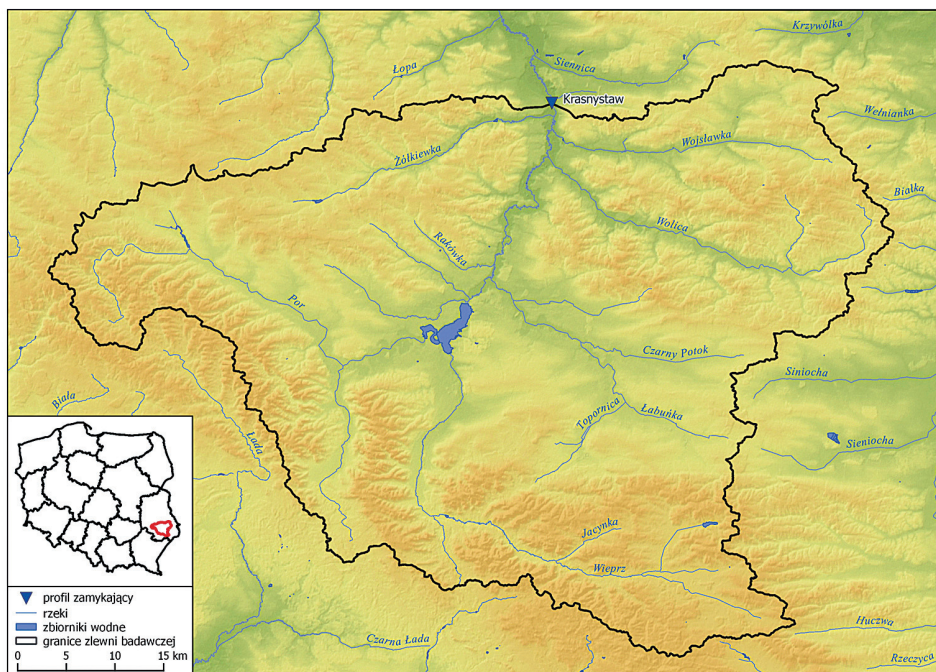 Krzywólka
Siennica
Łopa
Krasnystaw
Wełnianka
Wojsławka
Żółkiewka
Białka
Wolica
Rakówka
Por
Czarny Potok
Siniocha
Biała
Topornica
Łabuńka
Łada
Sieniocha
Jacynka
Wieprz
Huczwa
Czarna Łada
Rzeczyca
profil zamykający
rzeki
zbiorniki wodne
granice zlewni badawczej
0 5 10 15 km